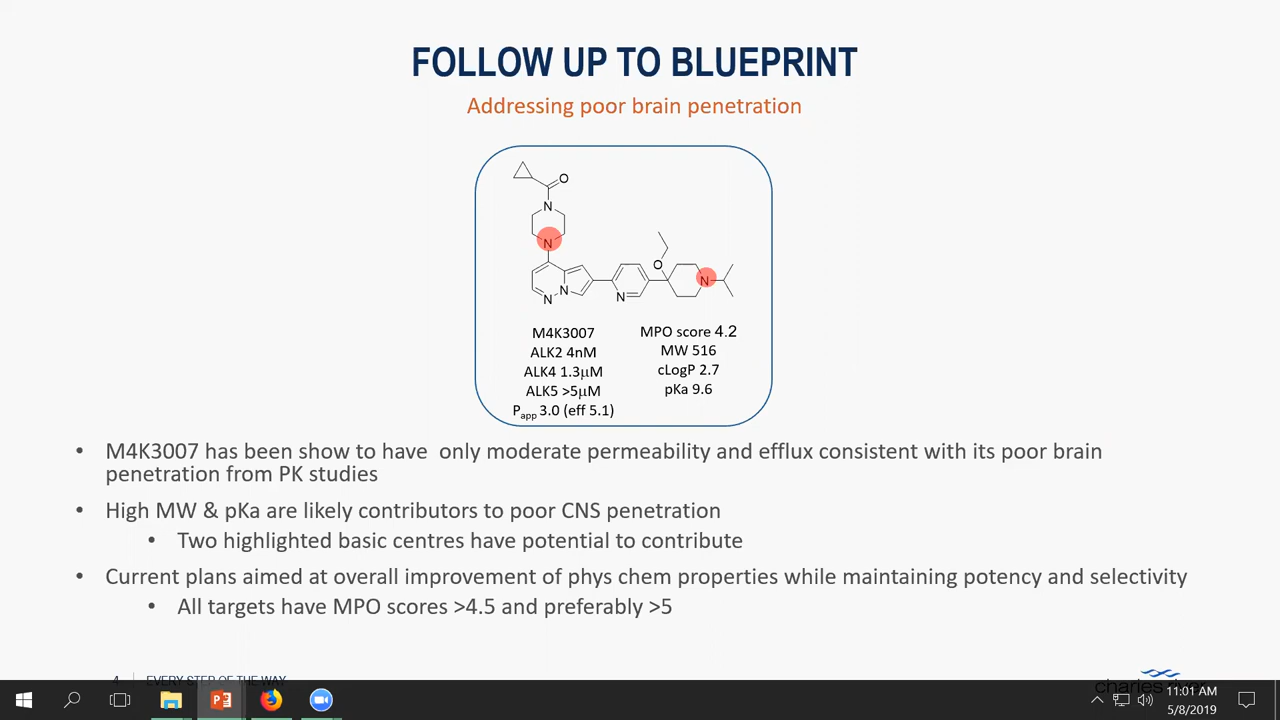 FOLLOW UP TO BLUEPRINT
Addressing poor brain penetration
O
N
N
O
N
N
N
N
M4K3007
ALK2 4nM
ALK4 1.3µM
ALK5 >5µM
Papp 3.0 (eff 5.1)
MPO score 4.2
MW 516
cLogP 2.7
pKa 9.6
• M4K3007 has been show to have only moderate permeability and efflux consistent with its poor brain
penetration from PK studies
• High MW & pKa are likely contributors to poor CNS penetration
• Two highlighted basic centres have potential to contribute
• Current plans aimed at overall improvement of phys chem properties while maintaining potency and selectivity
• All targets have MPO scores >4.5 and preferably >5
4 EVERY STEP OF THE WAY
charles river
11:01 AM
5/8/2019